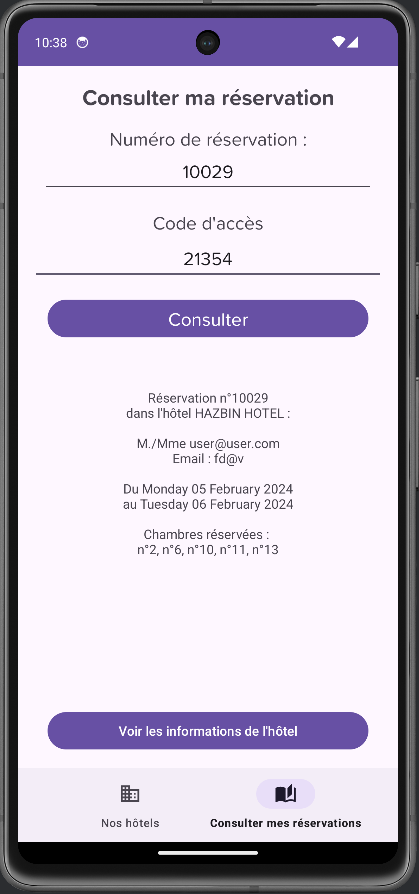 10:38
Consulter ma réservation
Numéro de réservation :
10029
Code d'accès
21354
Consulter
Réservation n°10029
dans l'hôtel HAZBIN HOTEL :
M./Mme user@user.com
Email : fd@v
Du Monday 05 February 2024
au Tuesday 06 February 2024
Chambres réservées :
n°2, n°6, n°10, n°11, n°13
Voir les informations de l'hôtel
Nos hôtels
Consulter mes réservations